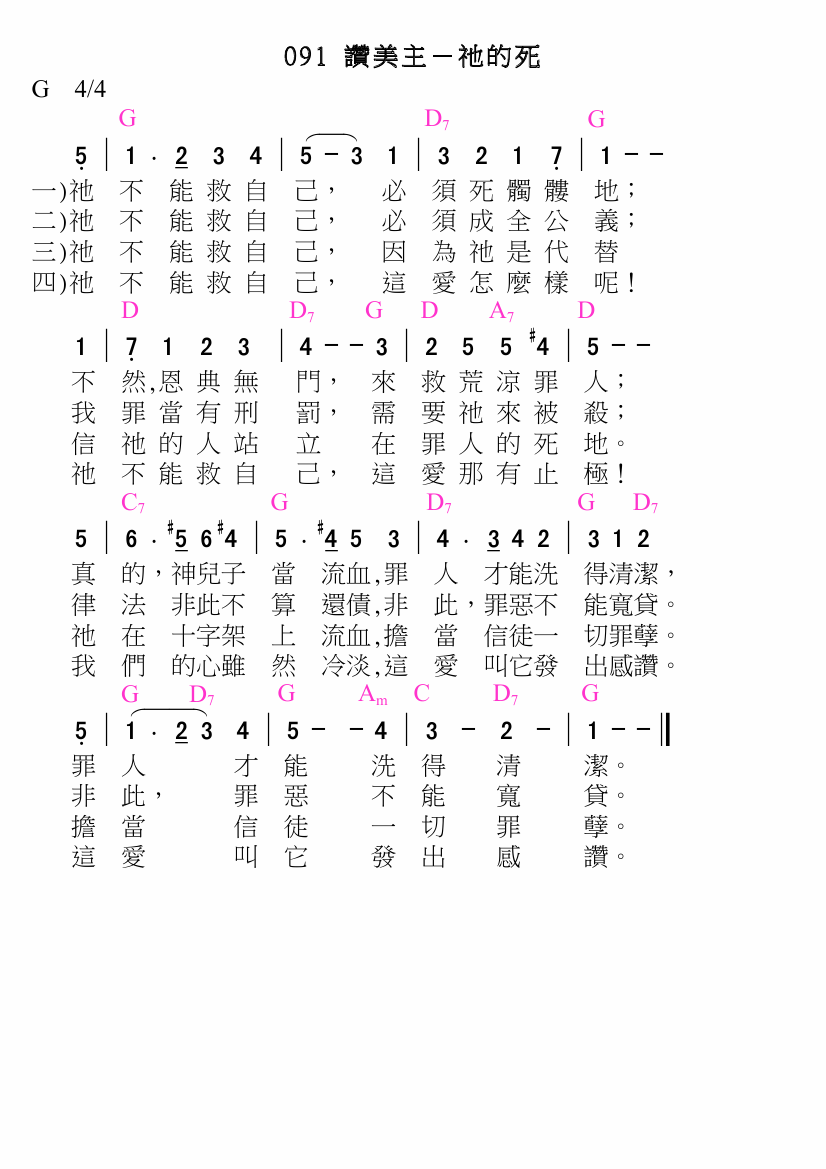 091 讚美主－祂的死
G 4/4
G D7 G
5̣ | 1 · 2 3 4 | 5 － 3 1 | 3 2 1 7̣ | 1 － －
一)祂 不 能 救 自 己， 必 須 死 髑 髏 地；
二)祂 不 能 救 自 己， 必 須 成 全 公 義；
三)祂 不 能 救 自 己， 因 為 祂 是 代 替
四)祂 不 能 救 自 己， 這 愛 怎 麼 樣 呢！
D D7 G D A7 D
1 | 7̣ 1 2 3 | 4 － － 3 | 2 5 5 #4 | 5 － －
不 然,恩 典 無 門， 來 救 荒 涼 罪 人；
我 罪 當 有 刑 罰， 需 要 祂 來 被 殺；
信 祂 的 人 站 立 在 罪 人 的 死 地。
祂 不 能 救 自 己， 這 愛 那 有 止 極！
C7 G D7 G D7
5 | 6 · #5 6 #4 | 5 · #4 5 3 | 4 · 3 4 2 | 3 1 2
真 的，神兒子 當 流血,罪 人 才能洗 得清潔，
律 法 非此不 算 還債,非 此，罪惡不 能寬貸。
祂 在 十字架 上 流血,擔 當 信徒一 切罪孽。
我 們 的心雖 然 冷淡,這 愛 叫它發 出感讚。
G D7 G Am C D7 G
5̣ | 1 · 2 3 4 | 5 － － 4 | 3 － 2 － | 1 － － ‖
罪 人 才 能 洗 得 清 潔。
非 此， 罪 惡 不 能 寬 貸。
擔 當 信 徒 一 切 罪 孽。
這 愛 叫 它 發 出 感 讚。